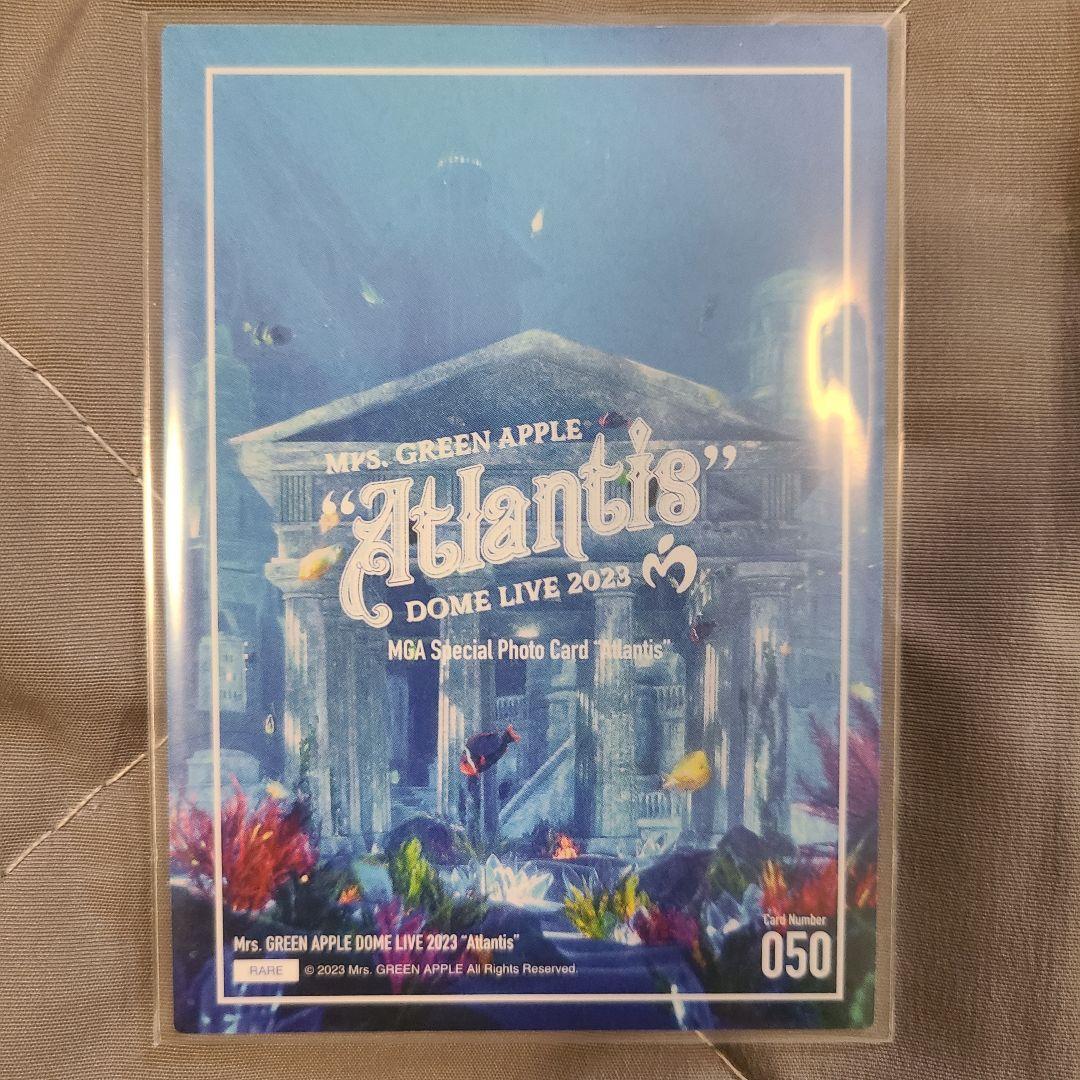 Mrs. GREEN APPLE
“Atlantis”
DOME LIVE 2023
MGA Special Photo Card “Atlantis”
Card Number
050
Mrs. GREEN APPLE DOME LIVE 2023 “Atlantis”
RARE © 2023 Mrs. GREEN APPLE All Rights Reserved.